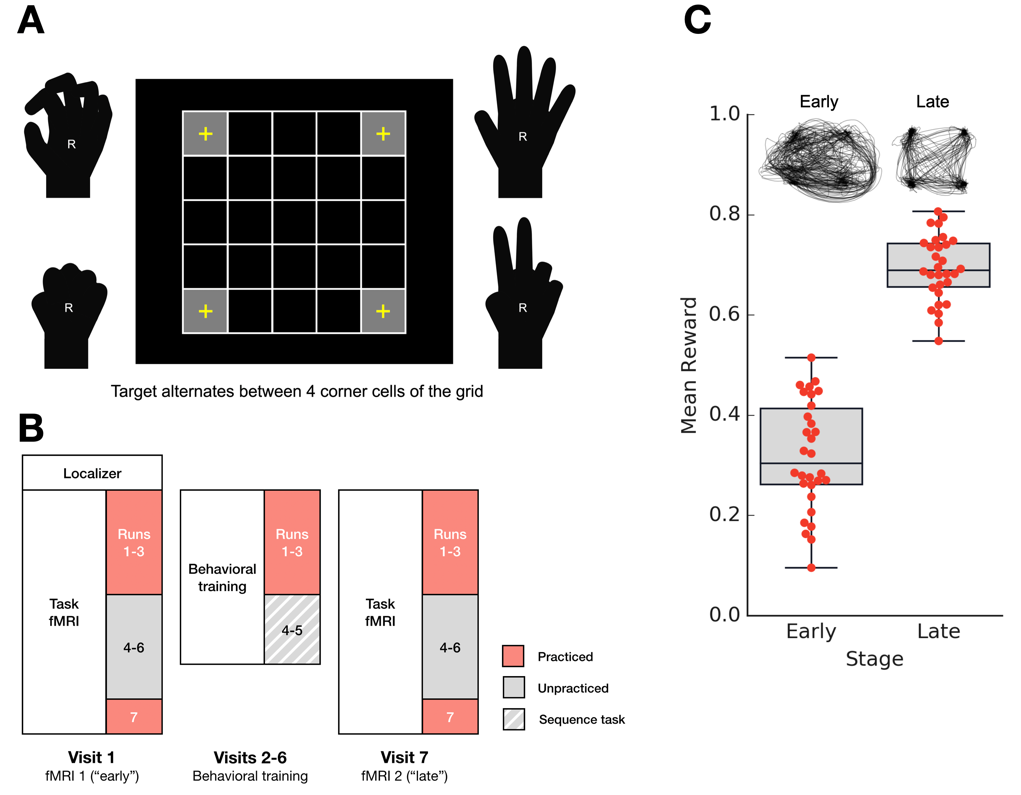 A
R
R
R
R
+
+
+
+
Target alternates between 4 corner cells of the grid
B
Localizer
Task
fMRI
Runs
1-3
4-6
7
Visit 1
fMRI 1 (“early”)
Behavioral
training
Runs
1-3
4-5
Visits 2-6
Behavioral training
Task
fMRI
Runs
1-3
4-6
7
Visit 7
fMRI 2 (“late”)
Practiced
Unpracticed
Sequence task
C
Early
Late
Mean Reward
1.0
0.8
0.6
0.4
0.2
0.0
Early
Late
Stage